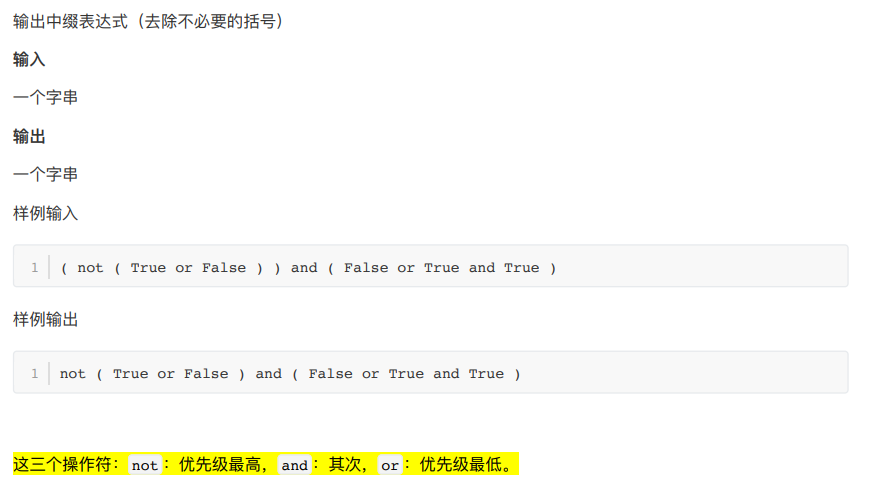 输出中缀表达式（去除不必要的括号）
输入
一个字串
输出
一个字串
样例输入
1 ( not ( True or False ) ) and ( False or True and True )
样例输出
1 not ( True or False ) and ( False or True and True )
这三个操作符：not：优先级最高，and：其次，or：优先级最低。